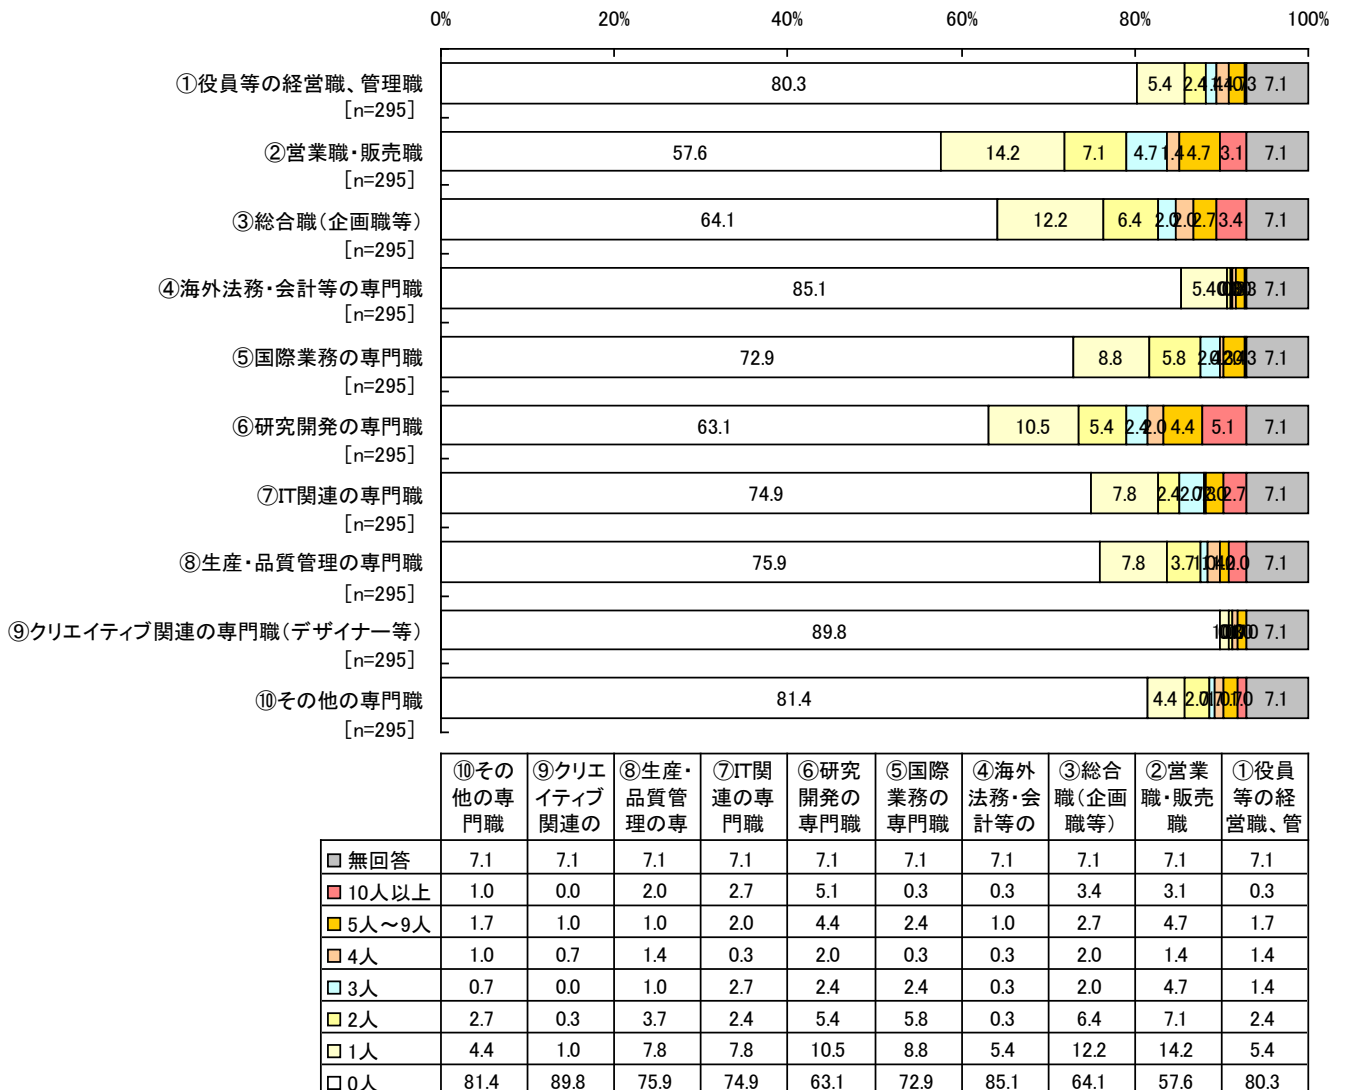 0% 20% 40% 60% 80% 100%
①役員等の経営職、管理職
[n=295]
80.3 5.4 2.4 7.1
②営業職・販売職
[n=295]
57.6 14.2 7.1 4.7 1.4 4.7 3.1 7.1
③総合職(企画職等)
[n=295]
64.1 12.2 6.4 2.0 2.0 2.7 3.4 7.1
④海外法務・会計等の専門職
[n=295]
85.1 5.4 7.1
⑤国際業務の専門職
[n=295]
72.9 8.8 5.8 7.1
⑥研究開発の専門職
[n=295]
63.1 10.5 5.4 2.4 2.0 4.4 5.1 7.1
⑦IT関連の専門職
[n=295]
74.9 7.8 2.4 2.7 7.1
⑧生産・品質管理の専門職
[n=295]
75.9 7.8 3.7 2.0 7.1
⑨クリエイティブ関連の専門職(デザイナー等)
[n=295]
89.8 7.1
⑩その他の専門職
[n=295]
81.4 4.4 7.1
⑩その ⑨クリエ ⑧生産・ ⑦IT関 ⑥研究 ⑤国際 ④海外 ③総合 ②営業 ①役員
他の専 イティブ 品質管 連の専 開発の 業務の 法務・会 職(企画 職・販売 等の経
門職 関連の 理の専 門職 専門職 専門職 計等の 職等) 職 営職、管
無回答 7.1 7.1 7.1 7.1 7.1 7.1 7.1 7.1 7.1 7.1
10人以上 1.0 0.0 2.0 2.7 5.1 0.3 0.3 3.4 3.1 0.3
5人～9人 1.7 1.0 1.0 2.0 4.4 2.4 1.0 2.7 4.7 1.7
4人 1.0 0.7 1.4 0.3 2.0 0.3 0.3 2.0 1.4 1.4
3人 0.7 0.0 1.0 2.7 2.4 2.4 0.3 2.0 4.7 1.4
2人 2.7 0.3 3.7 2.4 5.4 5.8 0.3 6.4 7.1 2.4
1人 4.4 1.0 7.8 7.8 10.5 8.8 5.4 12.2 14.2 5.4
0人 81.4 89.8 75.9 74.9 63.1 72.9 85.1 64.1 57.6 80.3